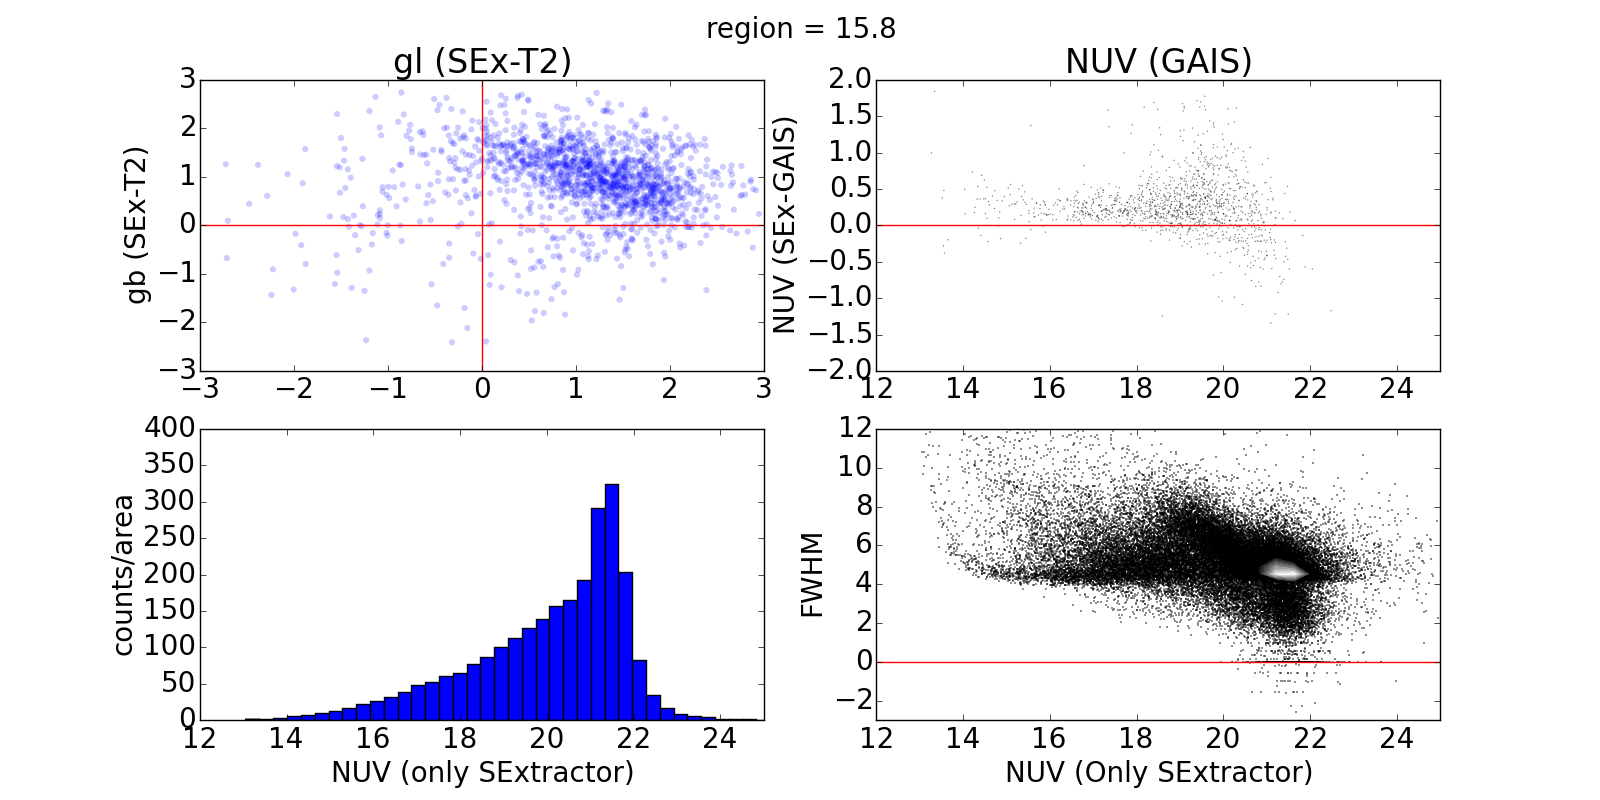 region = 15.8
gl (SEx-T2)
NUV (GAIS)
gb (SEx-T2)
3
2
1
0
−1
−2
−3
−3 −2 −1 0 1 2 3
NUV (SEx-GAIS)
2.0
1.5
1.0
0.5
0.0
−0.5
−1.0
−1.5
−2.0
12 14 16 18 20 22 24
counts/area
400
350
300
250
200
150
100
50
0
12 14 16 18 20 22 24
NUV (only SExtractor)
FWHM
12
10
8
6
4
2
0
−2
12 14 16 18 20 22 24
NUV (Only SExtractor)